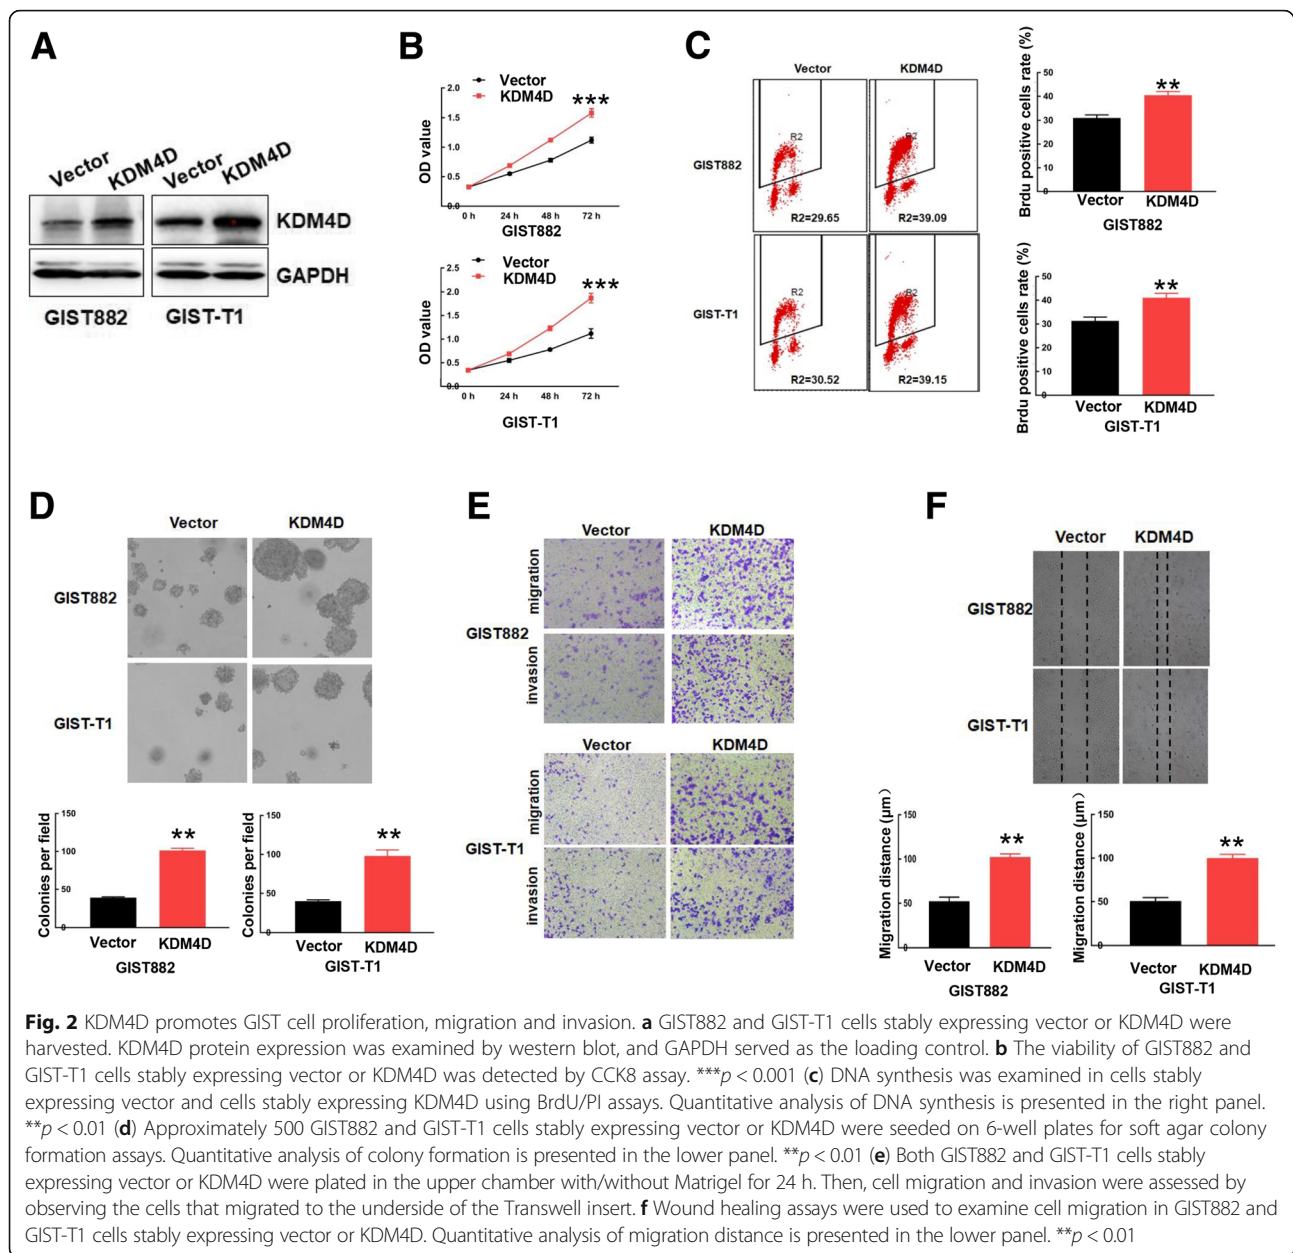 A
Vector
KDM4D
Vector
KDM4D
KDM4D
GAPDH
GIST882
GIST-T1
B
Vector
KDM4D
***
OD value
2.0
1.5
1.0
0.5
0.0
0 h 24 h 48 h 72 h
GIST882
Vector
KDM4D
***
OD value
2.5
2.0
1.5
1.0
0.5
0.0
0 h 24 h 48 h 72 h
GIST-T1
C
Vector KDM4D
GIST882
R2
R2
R2=29.65
R2=39.09
GIST-T1
R2
R2
R2=30.52
R2=39.15
Brdu positive cells rate (%)
50
40
30
20
10
0
**
Vector KDM4D
GIST882
Brdu positive cells rate (%)
50
40
30
20
10
0
**
Vector KDM4D
GIST-T1
D
Vector KDM4D
GIST882
GIST-T1
Colonies per field
150
100
50
0
**
Vector KDM4D
GIST882
Colonies per field
150
100
50
0
**
Vector KDM4D
GIST-T1
E
Vector KDM4D
GIST882
migration
invasion
Vector KDM4D
GIST-T1
migration
invasion
F
Vector KDM4D
GIST882
GIST-T1
Migration distance (μm)
150
100
50
0
**
Vector KDM4D
GIST882
Migration distance (μm)
150
100
50
0
**
Vector KDM4D
GIST-T1
Fig. 2 KDM4D promotes GIST cell proliferation, migration and invasion. a GIST882 and GIST-T1 cells stably expressing vector or KDM4D were
harvested. KDM4D protein expression was examined by western blot, and GAPDH served as the loading control. b The viability of GIST882 and
GIST-T1 cells stably expressing vector or KDM4D was detected by CCK8 assay. ***p < 0.001 (c) DNA synthesis was examined in cells stably
expressing vector and cells stably expressing KDM4D using BrdU/PI assays. Quantitative analysis of DNA synthesis is presented in the right panel.
**p < 0.01 (d) Approximately 500 GIST882 and GIST-T1 cells stably expressing vector or KDM4D were seeded on 6-well plates for soft agar colony
formation assays. Quantitative analysis of colony formation is presented in the lower panel. **p < 0.01 (e) Both GIST882 and GIST-T1 cells stably
expressing vector or KDM4D were plated in the upper chamber with/without Matrigel for 24 h. Then, cell migration and invasion were assessed by
observing the cells that migrated to the underside of the Transwell insert. f Wound healing assays were used to examine cell migration in GIST882 and
GIST-T1 cells stably expressing vector or KDM4D. Quantitative analysis of migration distance is presented in the lower panel. **p < 0.01